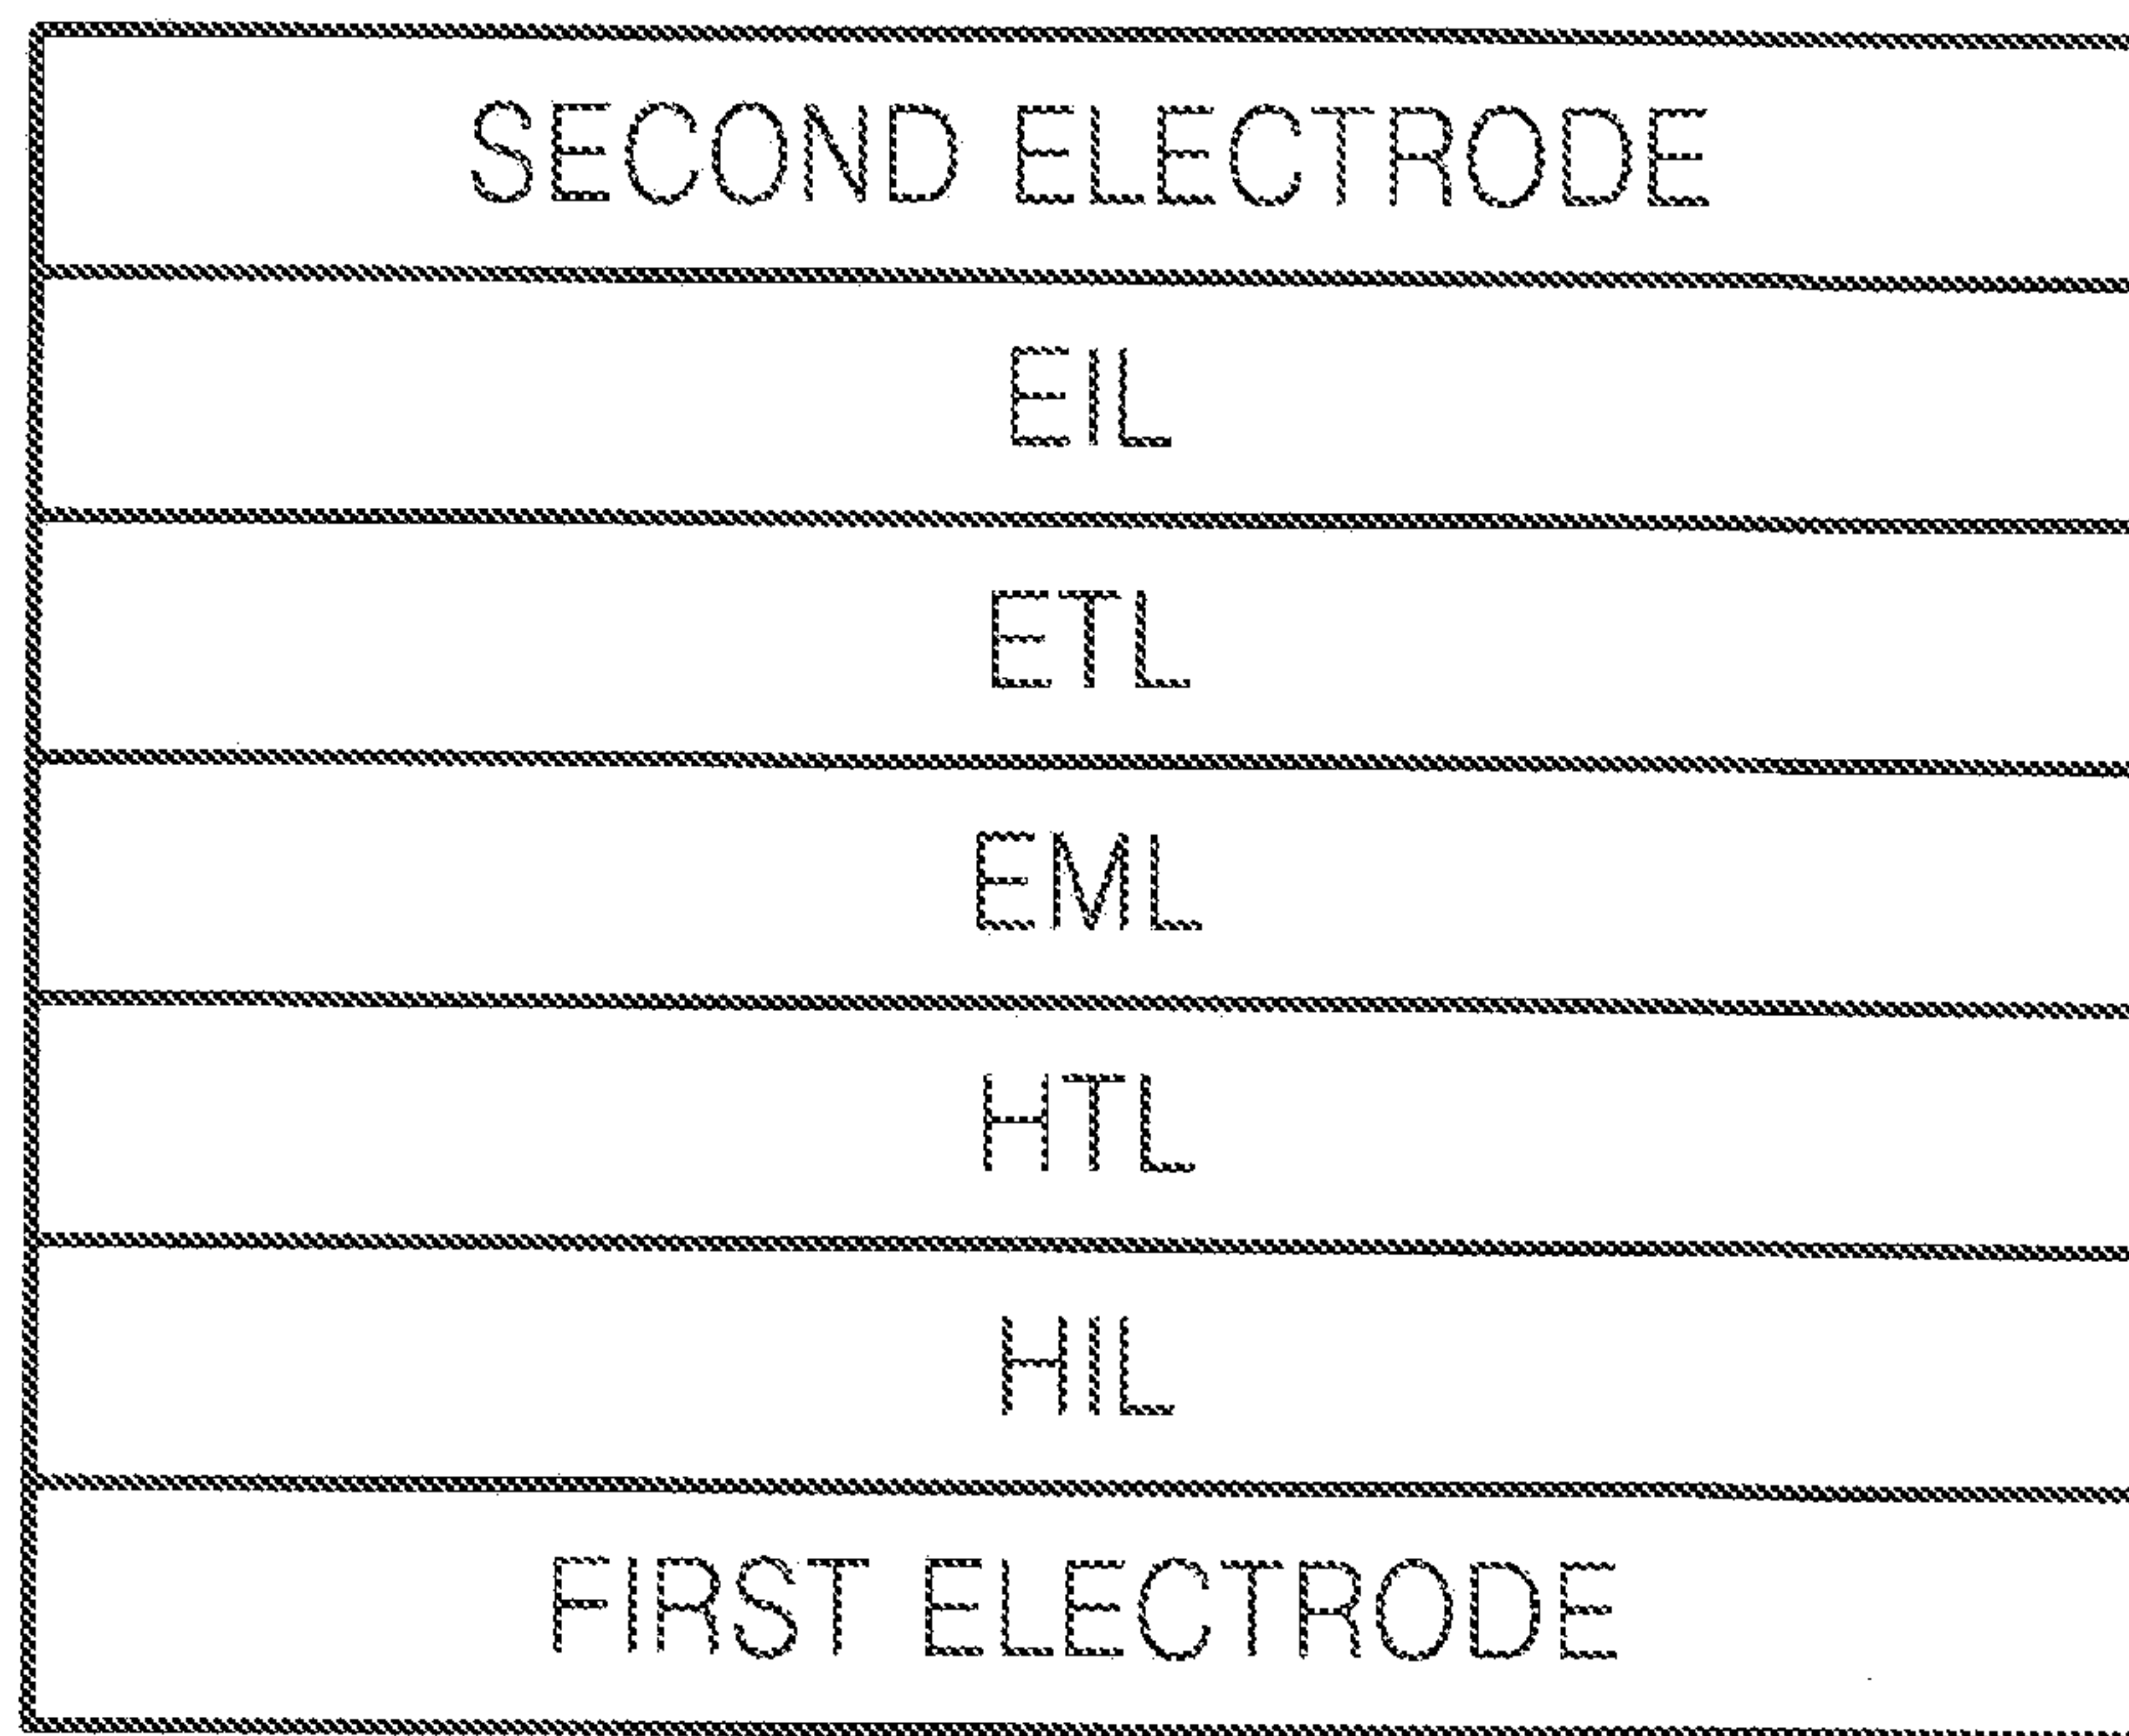 SECOND ELECTRODE
EIL
ETL
EML
HTL
HIL
FIRST ELECTRODE